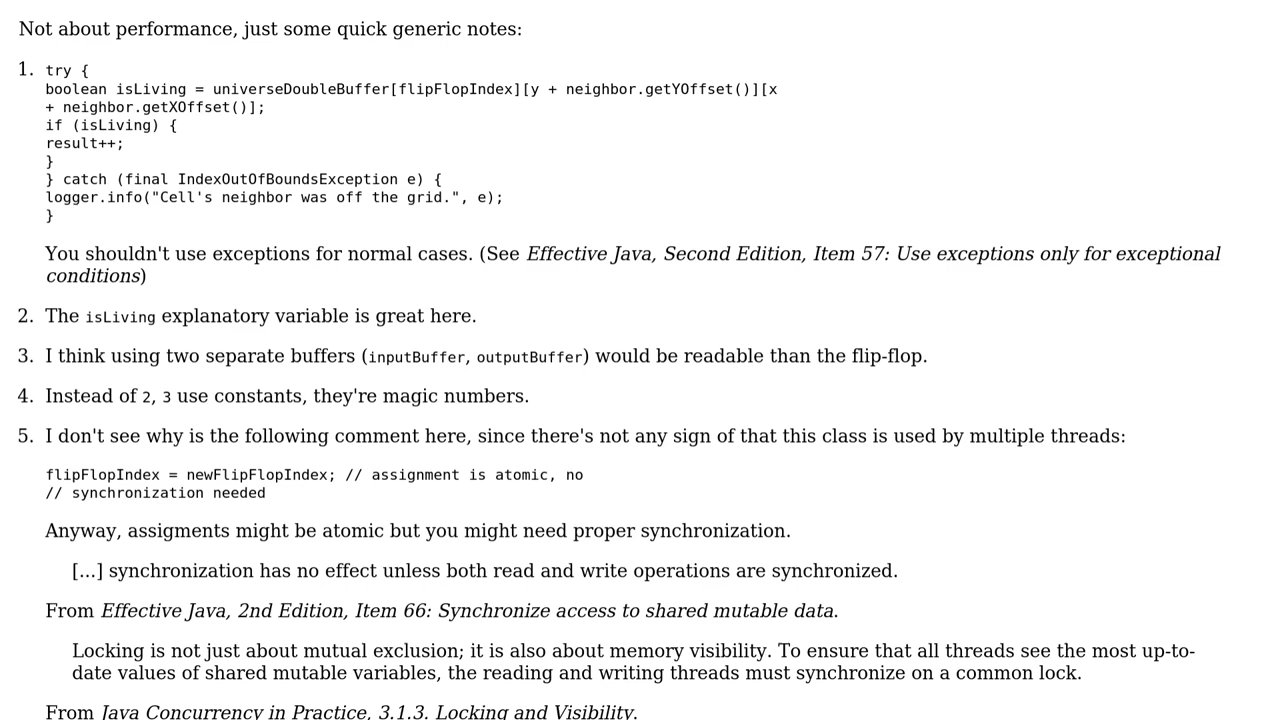 Not about performance, just some quick generic notes:
1. try {
boolean isLiving = universeDoubleBuffer[flipFlopIndex][y + neighbor.getYOffset()][x
+ neighbor.getXOffset()];
if (isLiving) {
result++;
}
} catch (final IndexOutOfBoundsException e) {
logger.info("Cell's neighbor was off the grid.", e);
}
You shouldn't use exceptions for normal cases. (See Effective Java, Second Edition, Item 57: Use exceptions only for exceptional
conditions)
2. The isLiving explanatory variable is great here.
3. I think using two separate buffers (inputBuffer, outputBuffer) would be readable than the flip-flop.
4. Instead of 2, 3 use constants, they're magic numbers.
5. I don't see why is the following comment here, since there's not any sign of that this class is used by multiple threads:
flipFlopIndex = newFlipFlopIndex; // assignment is atomic, no
// synchronization needed
Anyway, assigments might be atomic but you might need proper synchronization.
[...] synchronization has no effect unless both read and write operations are synchronized.
From Effective Java, 2nd Edition, Item 66: Synchronize access to shared mutable data.
Locking is not just about mutual exclusion; it is also about memory visibility. To ensure that all threads see the most up-to-
date values of shared mutable variables, the reading and writing threads must synchronize on a common lock.
From Java Concurrency in Practice, 3.1.3. Locking and Visibility.